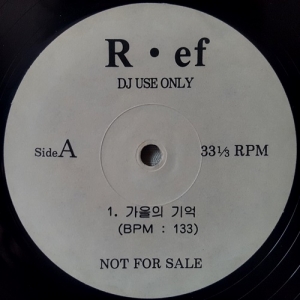 R·ef
DJ USE ONLY
Side A
33⅓ RPM
1. 가을의 기억
(BPM : 133)
NOT FOR SALE